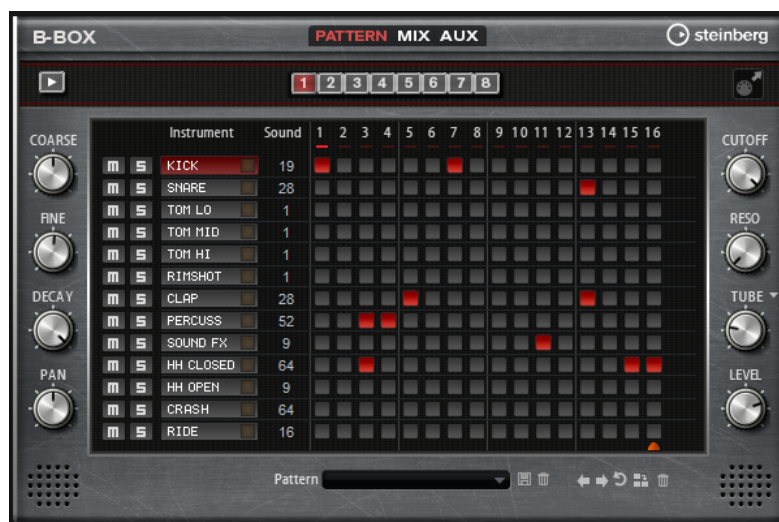 B-BOX PATTERN MIX AUX steinberg
1 2 3 4 5 6 7 8
COARSE Instrument Sound 1 2 3 4 5 6 7 8 9 10 11 12 13 14 15 16 CUTOFF
m S KICK 19
m S SNARE 28
FINE m S TOM LO 1 RESO
m S TOM MID 1
m S TOM HI 1
m S RIMSHOT 1
DECAY m S CLAP 28 TUBE
m S PERCUSS 52
m S SOUND FX 9
PAN m S HH CLOSED 64 LEVEL
m S HH OPEN 9
m S CRASH 64
m S RIDE 16
Pattern